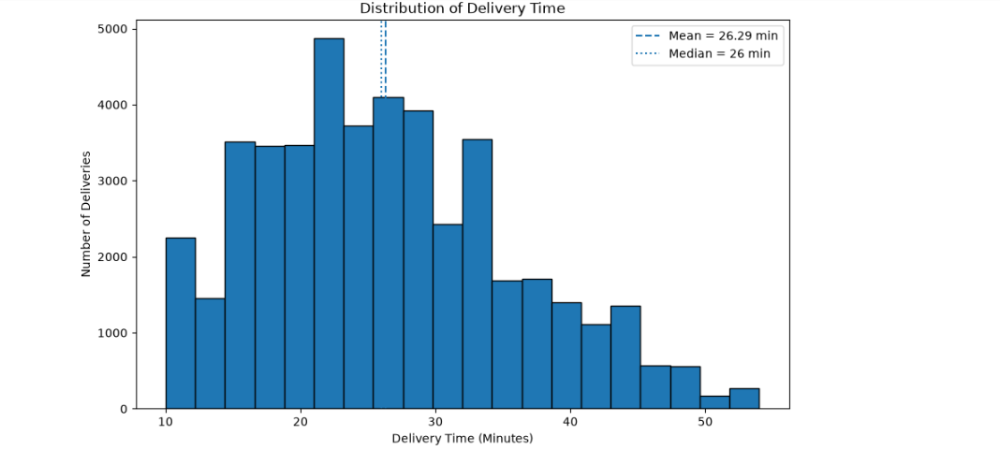 Distribution of Delivery Time
Mean = 26.29 min
Median = 26 min
5000
4000
3000
2000
1000
0
Number of Deliveries
10 20 30 40 50
Delivery Time (Minutes)